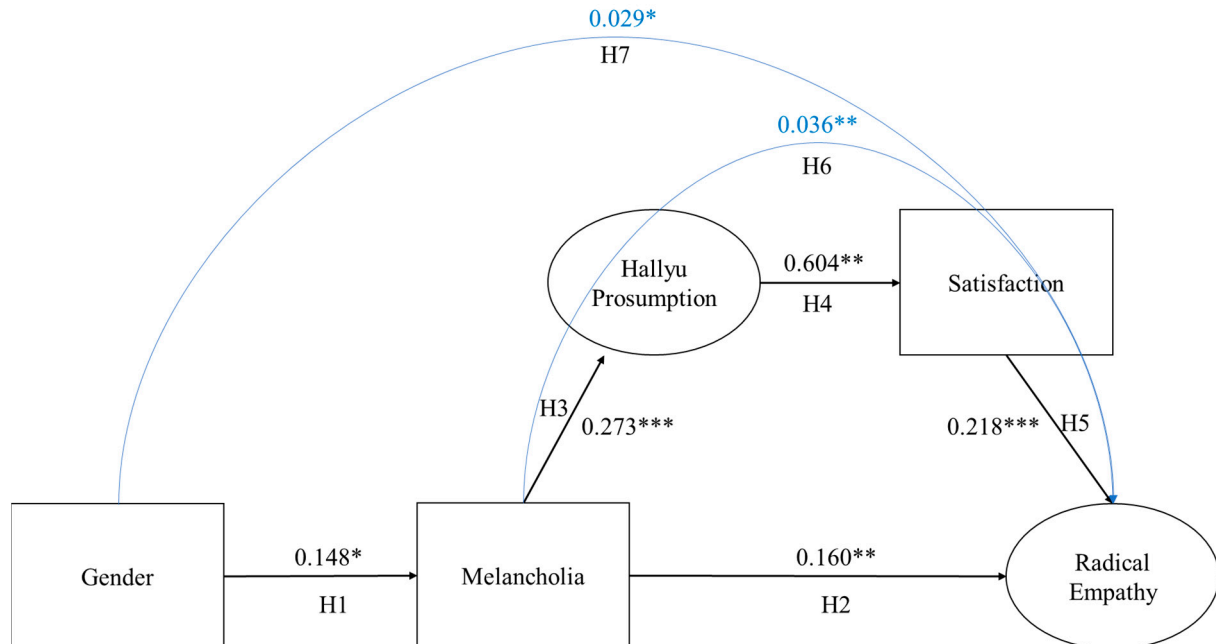 0.029*
H7
0.036**
H6
Hallyu
Prosumption
0.604**
H4
Satisfaction
H3
0.273***
0.218***
H5
Gender
0.148*
H1
Melancholia
0.160**
H2
Radical
Empathy